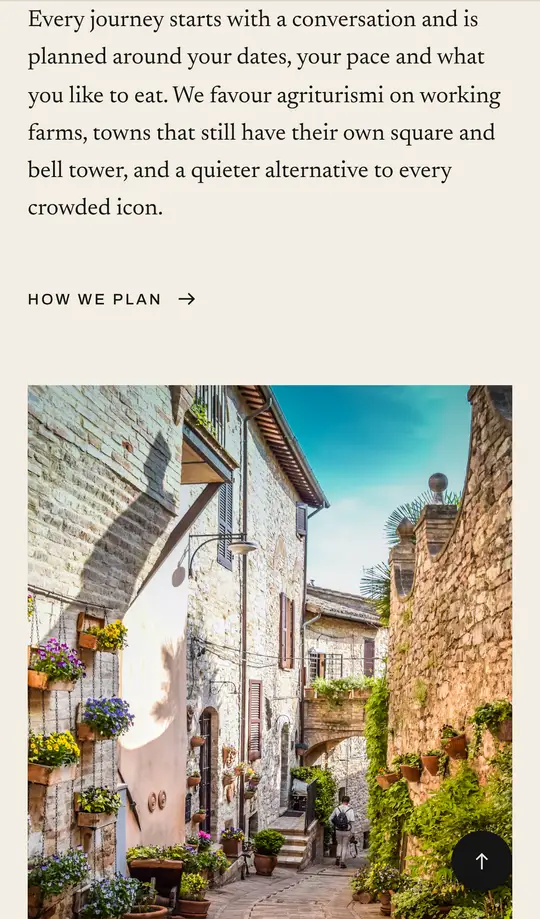 Every journey starts with a conversation and is
planned around your dates, your pace and what
you like to eat. We favour agriturismi on working
farms, towns that still have their own square and
bell tower, and a quieter alternative to every
crowded icon.
HOW WE PLAN →